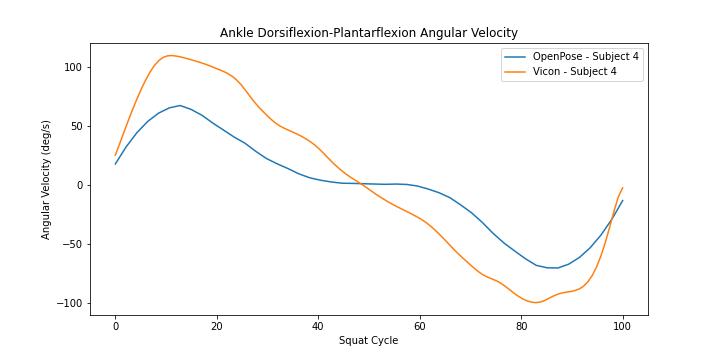 Ankle Dorsiflexion-Plantarflexion Angular Velocity
OpenPose - Subject 4
Vicon - Subject 4
100
50
0
−50
−100
Angular Velocity (deg/s)
0 20 40 60 80 100
Squat Cycle